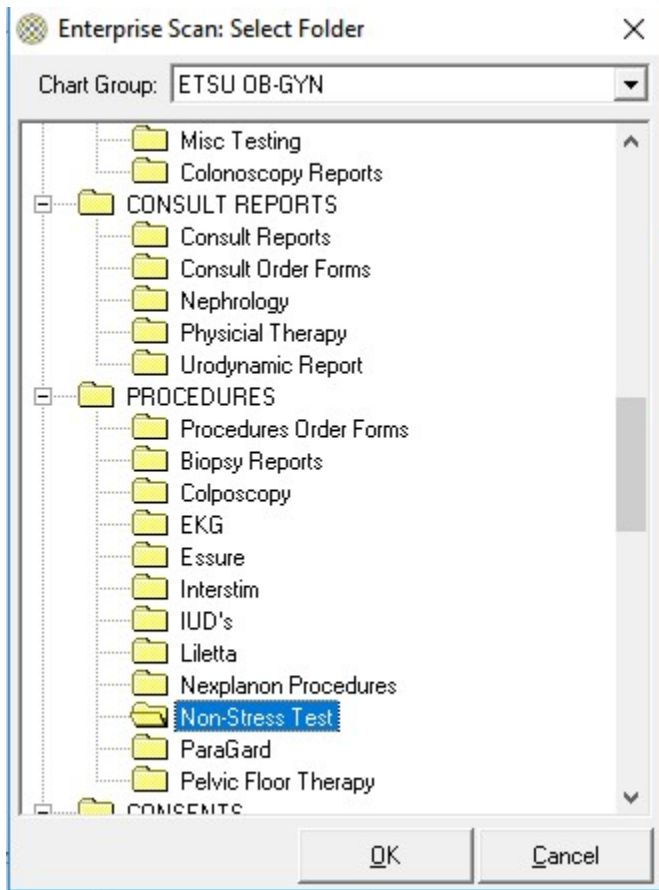 Enterprise Scan: Select Folder
Chart Group: ETSU OB-GYN
Misc Testing
Colonoscopy Reports
CONSULT REPORTS
Consult Reports
Consult Order Forms
Nephrology
Physicial Therapy
Urodynamic Report
PROCEDURES
Procedures Order Forms
Biopsy Reports
Colposcopy
EKG
Essure
Interstim
IUD's
Liletta
Nexplanon Procedures
Non-Stress Test
ParaGard
Pelvic Floor Therapy
CONSENTS
OK Cancel